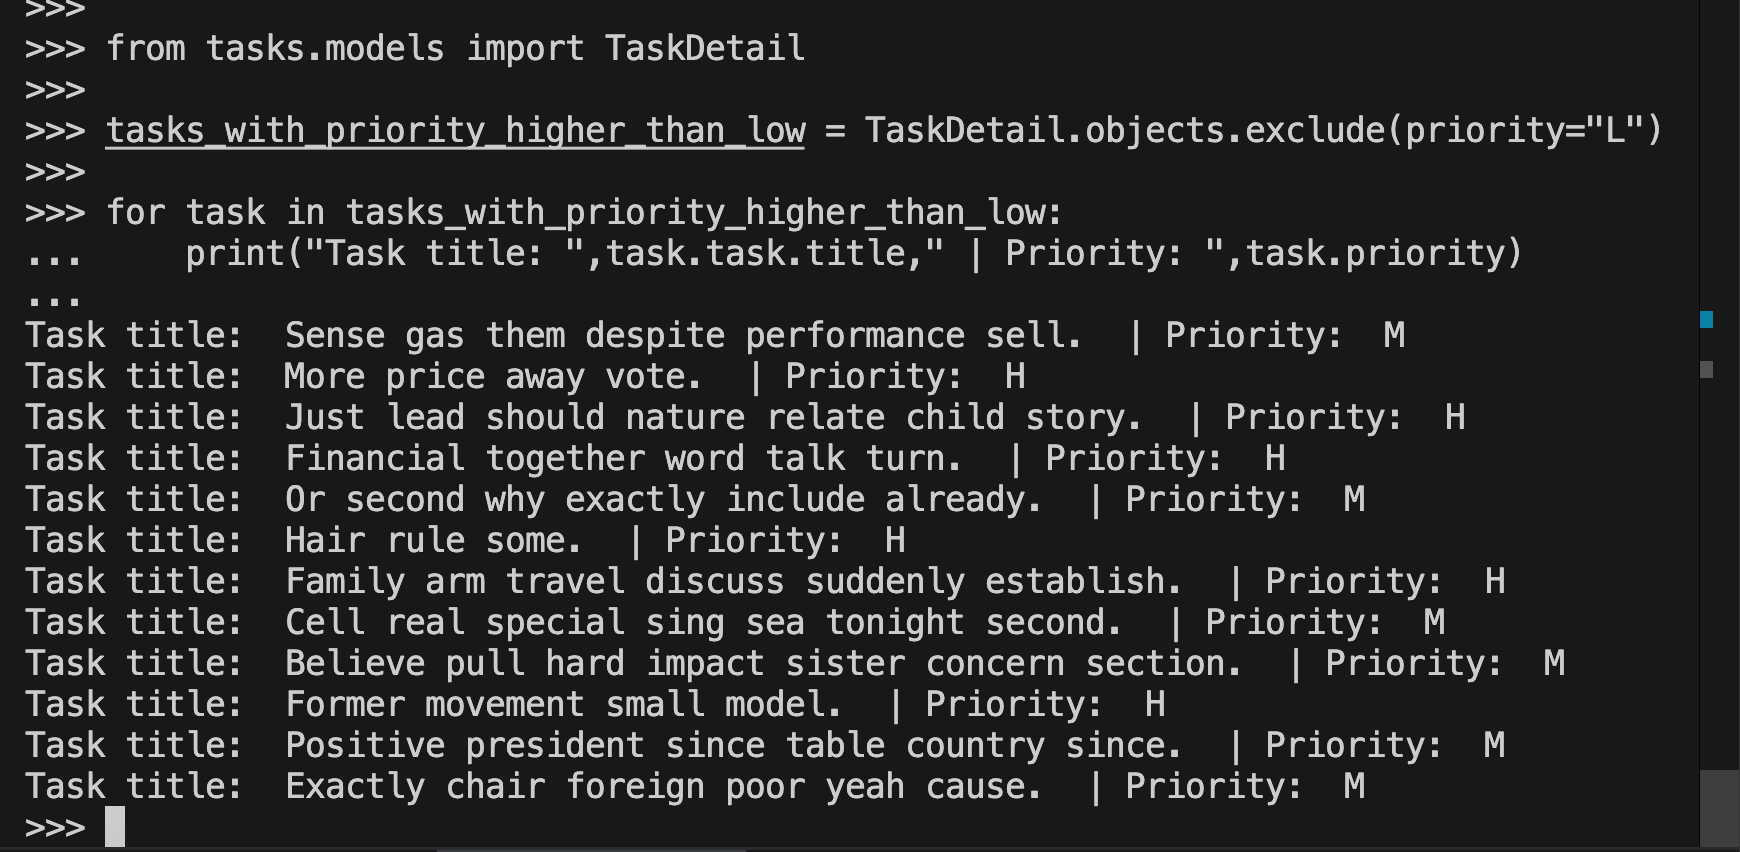 >>>
>>> from tasks.models import TaskDetail
>>>
>>> tasks_with_priority_higher_than_low = TaskDetail.objects.exclude(priority="L")
>>>
>>> for task in tasks_with_priority_higher_than_low:
...     print("Task title: ",task.task.title," | Priority: ",task.priority)
...
Task title:  Sense gas them despite performance sell.  | Priority:  M
Task title:  More price away vote.  | Priority:  H
Task title:  Just lead should nature relate child story.  | Priority:  H
Task title:  Financial together word talk turn.  | Priority:  H
Task title:  Or second why exactly include already.  | Priority:  M
Task title:  Hair rule some.  | Priority:  H
Task title:  Family arm travel discuss suddenly establish.  | Priority:  H
Task title:  Cell real special sing sea tonight second.  | Priority:  M
Task title:  Believe pull hard impact sister concern section.  | Priority:  M
Task title:  Former movement small model.  | Priority:  H
Task title:  Positive president since table country since.  | Priority:  M
Task title:  Exactly chair foreign poor yeah cause.  | Priority:  M
>>>